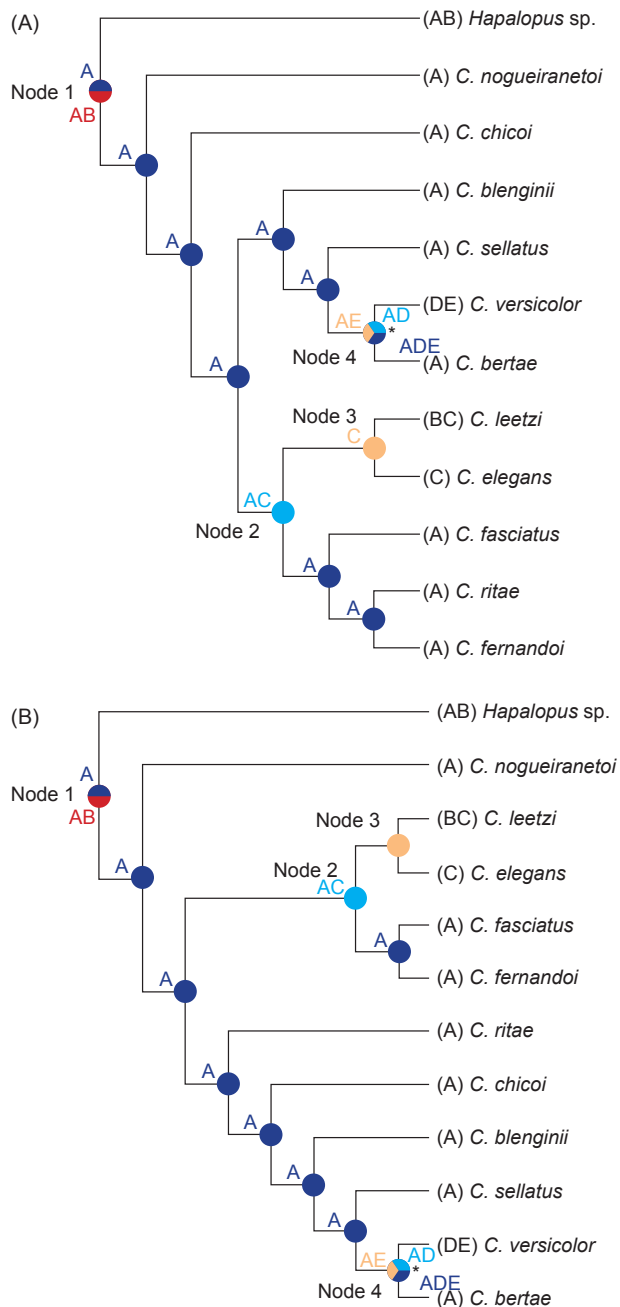 (A)
(AB) Hapalopus sp.
A
Node 1
AB
(A) C. nogueiranetoi
A
(A) C. chicoi
A
(A) C. blenginii
A
(A) C. sellatus
A
(DE) C. versicolor
AE AD
*
ADE
Node 4
(A) C. bertae
A
Node 3
(BC) C. leetzi
C
(C) C. elegans
AC
Node 2
(A) C. fasciatus
A
(A) C. ritae
A
(A) C. fernandoi
(B)
(AB) Hapalopus sp.
A
Node 1
AB
(A) C. nogueiranetoi
A
Node 3
(BC) C. leetzi
Node 2
(C) C. elegans
AC
(A) C. fasciatus
A
(A) C. fernandoi
A
(A) C. ritae
A
(A) C. chicoi
A
(A) C. blenginii
A
(A) C. sellatus
A
(DE) C. versicolor
AE AD
*
ADE
Node 4
(A) C. bertae